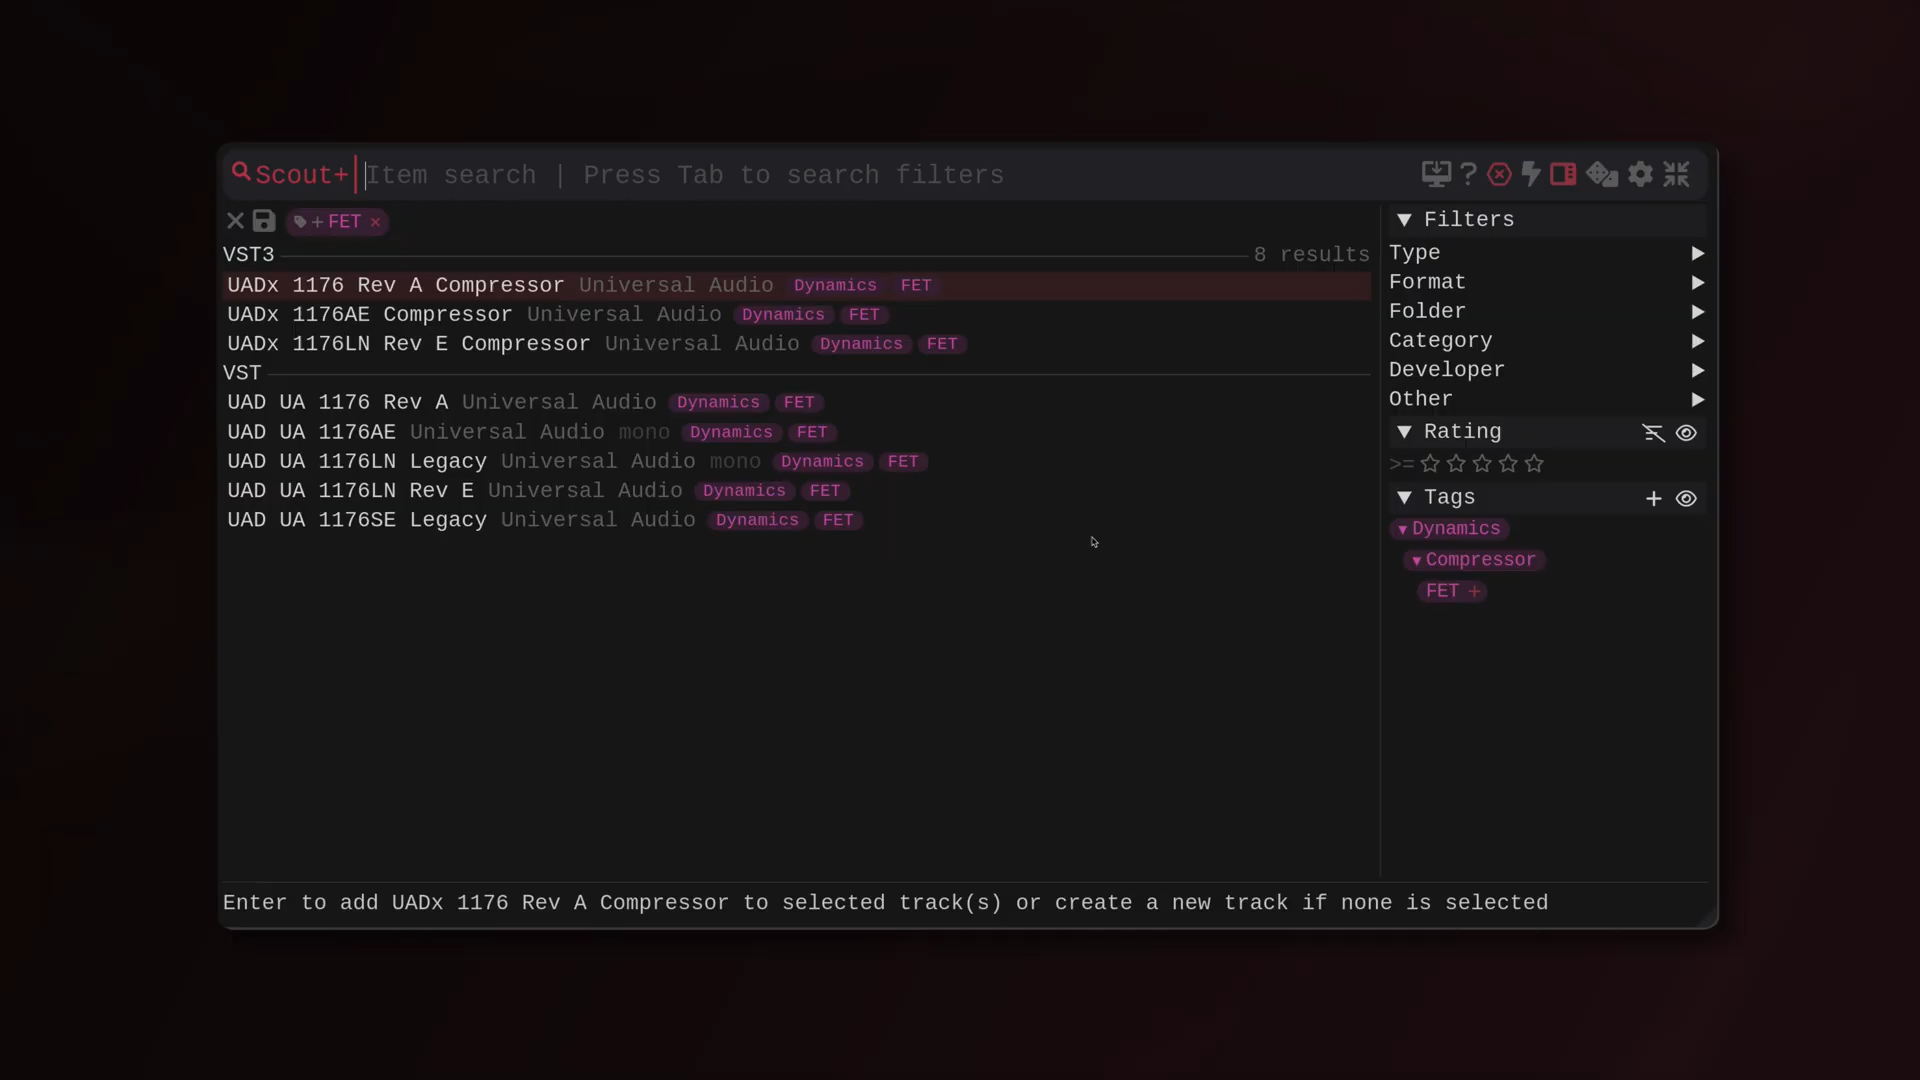 Scout+ Item search | Press Tab to search filters ?
+ FET ×
VST3 8 results
UADx 1176 Rev A Compressor Universal Audio Dynamics FET
UADx 1176AE Compressor Universal Audio Dynamics FET
UADx 1176LN Rev E Compressor Universal Audio Dynamics FET
VST
UAD UA 1176 Rev A Universal Audio Dynamics FET
UAD UA 1176AE Universal Audio mono Dynamics FET
UAD UA 1176LN Legacy Universal Audio mono Dynamics FET
UAD UA 1176LN Rev E Universal Audio Dynamics FET
UAD UA 1176SE Legacy Universal Audio Dynamics FET
Filters
Type
Format
Folder
Category
Developer
Other
Rating
>=
Tags +
Dynamics
Compressor
FET +
Enter to add UADx 1176 Rev A Compressor to selected track(s) or create a new track if none is selected